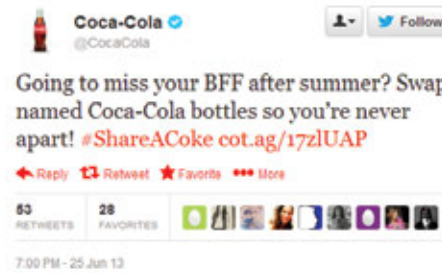 Coca-Cola
@CocaCola
Follow
Going to miss your BFF after summer? Swap
named Coca-Cola bottles so you're never
apart! #ShareACoke cot.ag/17zlUAP
Reply Retweet Favorite More
53 28
RETWEETS FAVORITES
7:00 PM - 25 Jun 13